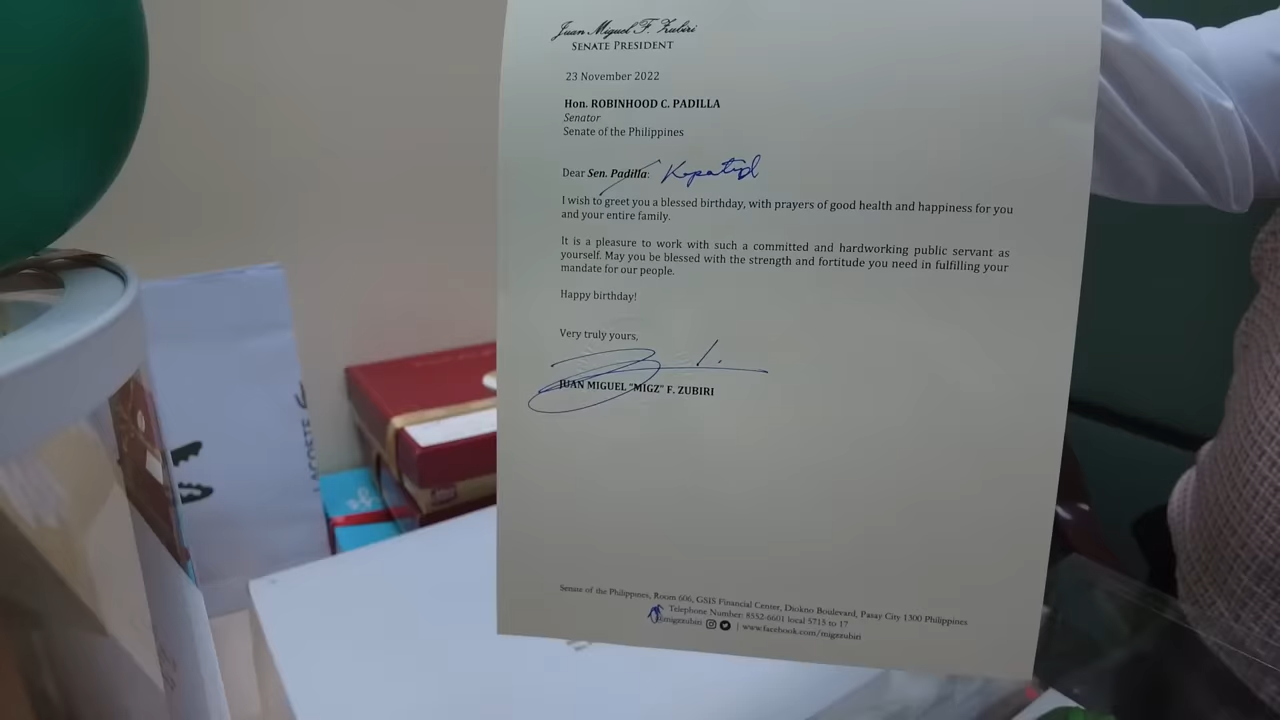 Juan Miguel F. Zubiri
SENATE PRESIDENT
23 November 2022
Hon. ROBINHOOD C. PADILLA
Senator
Senate of the Philippines
Dear Sen. Padilla: Kapatid
I wish to greet you a blessed birthday, with prayers of good health and happiness for you
and your entire family.
It is a pleasure to work with such a committed and hardworking public servant as
yourself. May you be blessed with the strength and fortitude you need in fulfilling your
mandate for our people.
Happy birthday!
Very truly yours,
JUAN MIGUEL "MIGZ" F. ZUBIRI
Senate of the Philippines, Room 606, GSIS Financial Center, Diokno Boulevard, Pasay City 1300 Philippines
Telephone Number: 8552-6601 local 5715 to 17
@migzzubiri | www.facebook.com/migzzubiri
LACOSTE